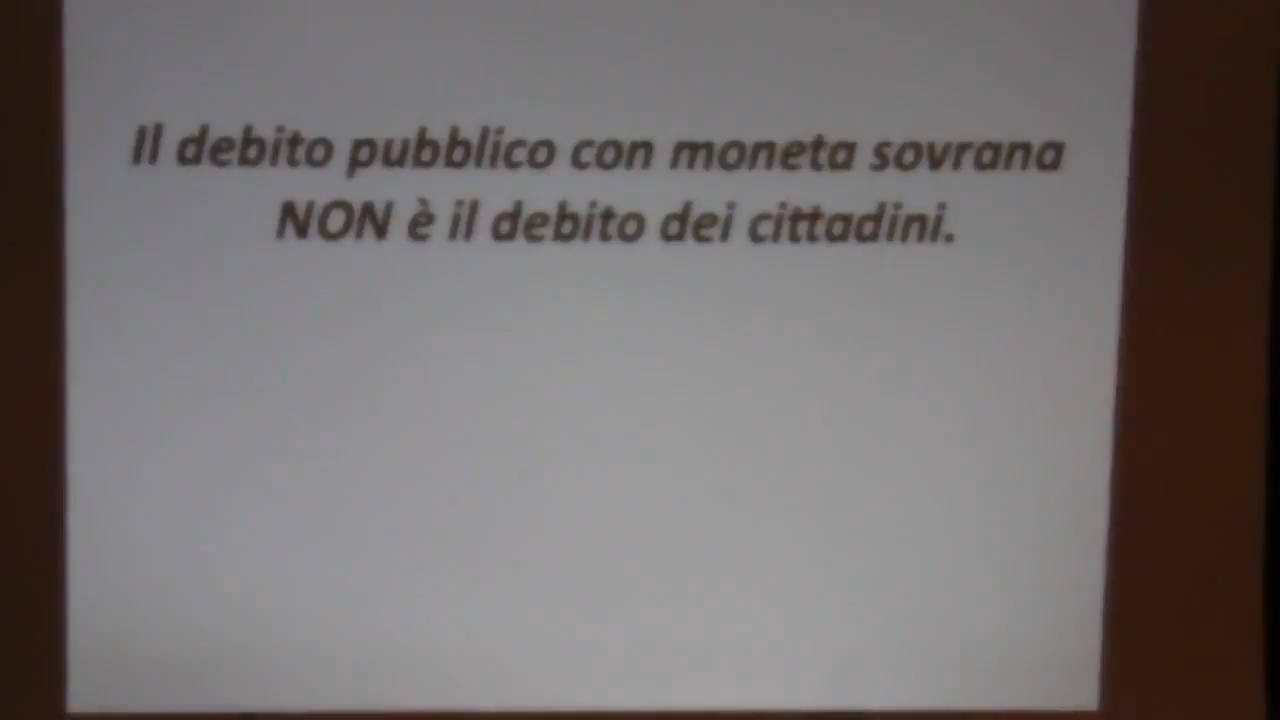 Il debito pubblico con moneta sovrana
NON è il debito dei cittadini.